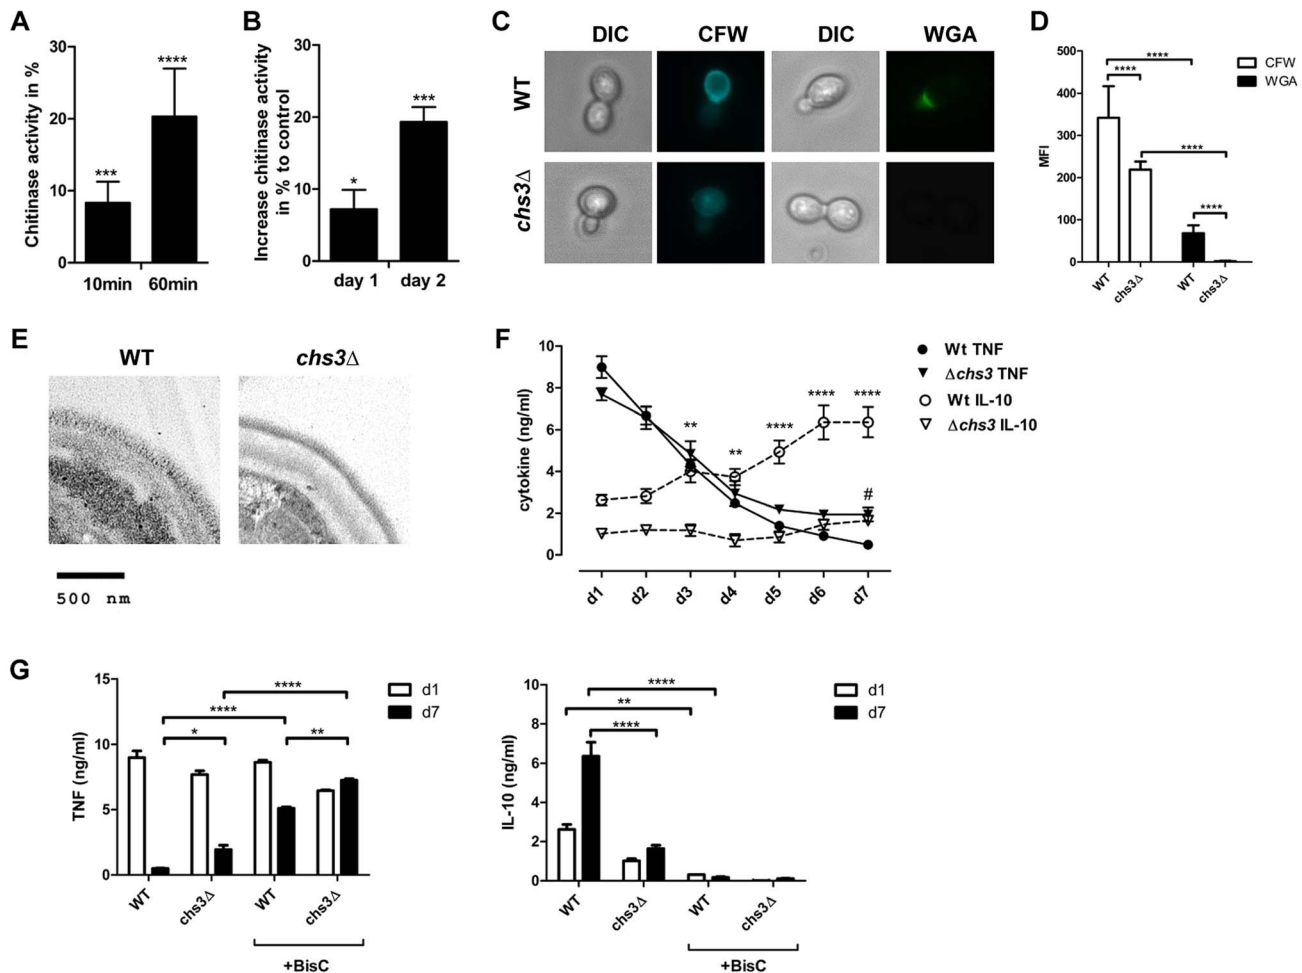 A
Chitinase activity in %
30
20
10
0
***
****
10min 60min
B
Increase chitinase activity
in % to control
30
20
10
0
*
***
day 1 day 2
C
DIC CFW DIC WGA
WT
chs3Δ
D
MFI
500
400
300
200
100
0
****
****
****
****
CFW
WGA
WT
chs3Δ
WT
chs3Δ
E
WT chs3Δ
500 nm
F
cytokine (ng/ml)
10
8
6
4
2
0
**
**
****
****
****
#
d1 d2 d3 d4 d5 d6 d7
Wt TNF
Δchs3 TNF
Wt IL-10
Δchs3 IL-10
G
TNF (ng/ml)
15
10
5
0
****
****
*
**
d1
d7
WT
chs3Δ
WT
chs3Δ
+BisC
IL-10 (ng/ml)
10
8
6
4
2
0
****
**
****
d1
d7
WT
chs3Δ
WT
chs3Δ
+BisC